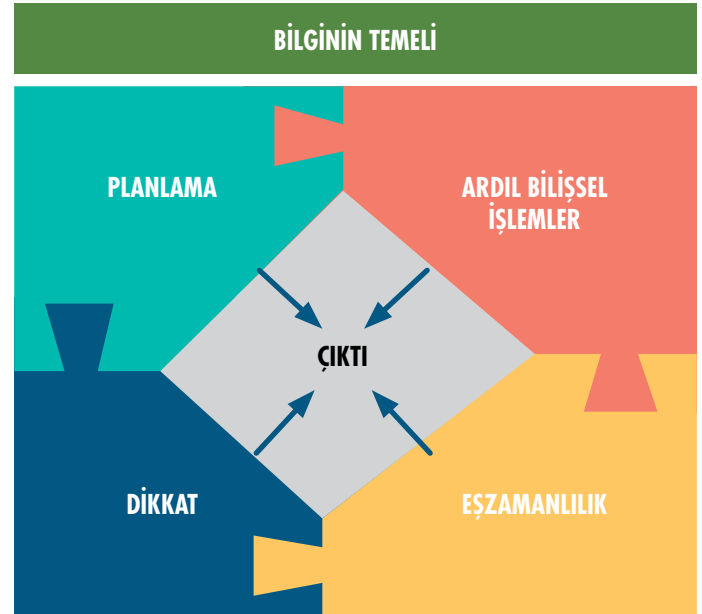 BİLGİNİN TEMELİ
PLANLAMA
ARDIL BİLİŞSEL
İŞLEMLER
ÇIKTI
DİKKAT
EŞZAMANLILIK